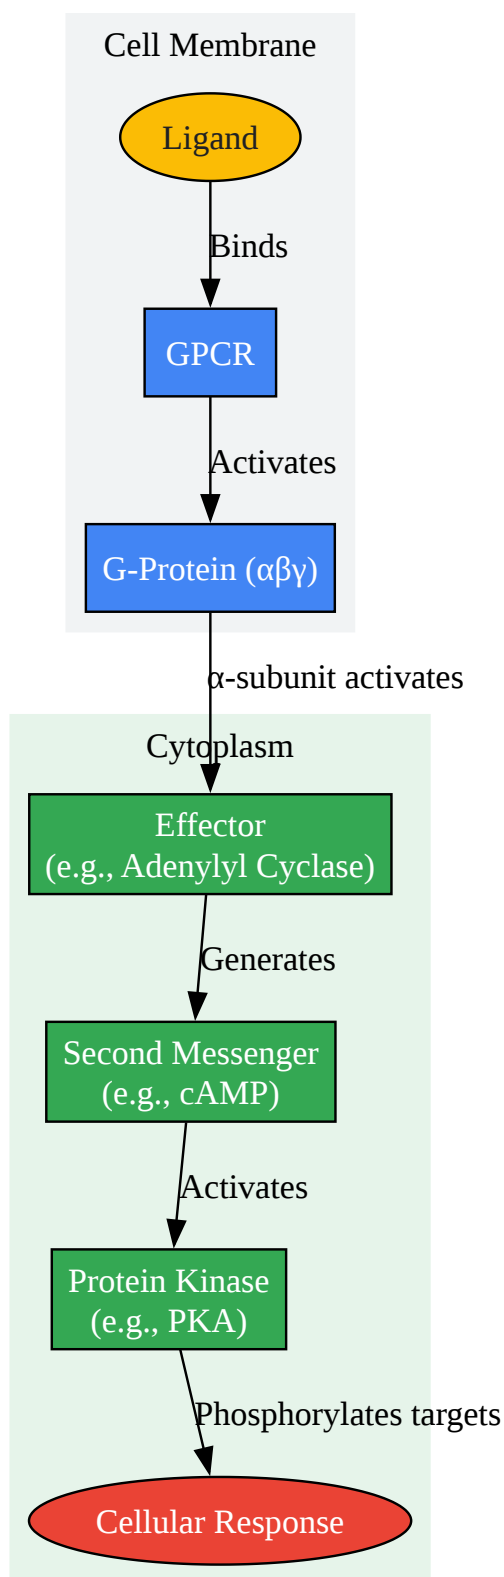 Cell Membrane
Ligand
Binds
GPCR
Activates
G-Protein (αβγ)
α-subunit activates
Cytoplasm
Effector
(e.g., Adenylyl Cyclase)
Generates
Second Messenger
(e.g., cAMP)
Activates
Protein Kinase
(e.g., PKA)
Phosphorylates targets
Cellular Response